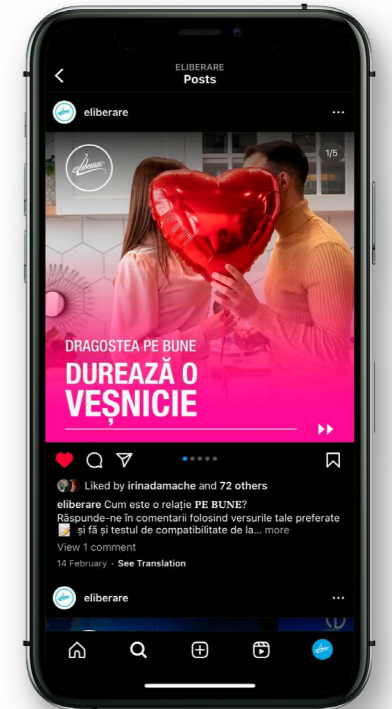 ELIBERARE
Posts
eliberare
eliberare
1/5
DRAGOSTEA PE BUNE
DUREAZĂ O
VEȘNICIE
Liked by irinadamache and 72 others
eliberare Cum este o relație PE BUNE?
Răspunde-ne în comentarii folosind versurile tale preferate
📝 și fă și testul de compatibilitate de la... more
View 1 comment
14 February · See Translation
eliberare